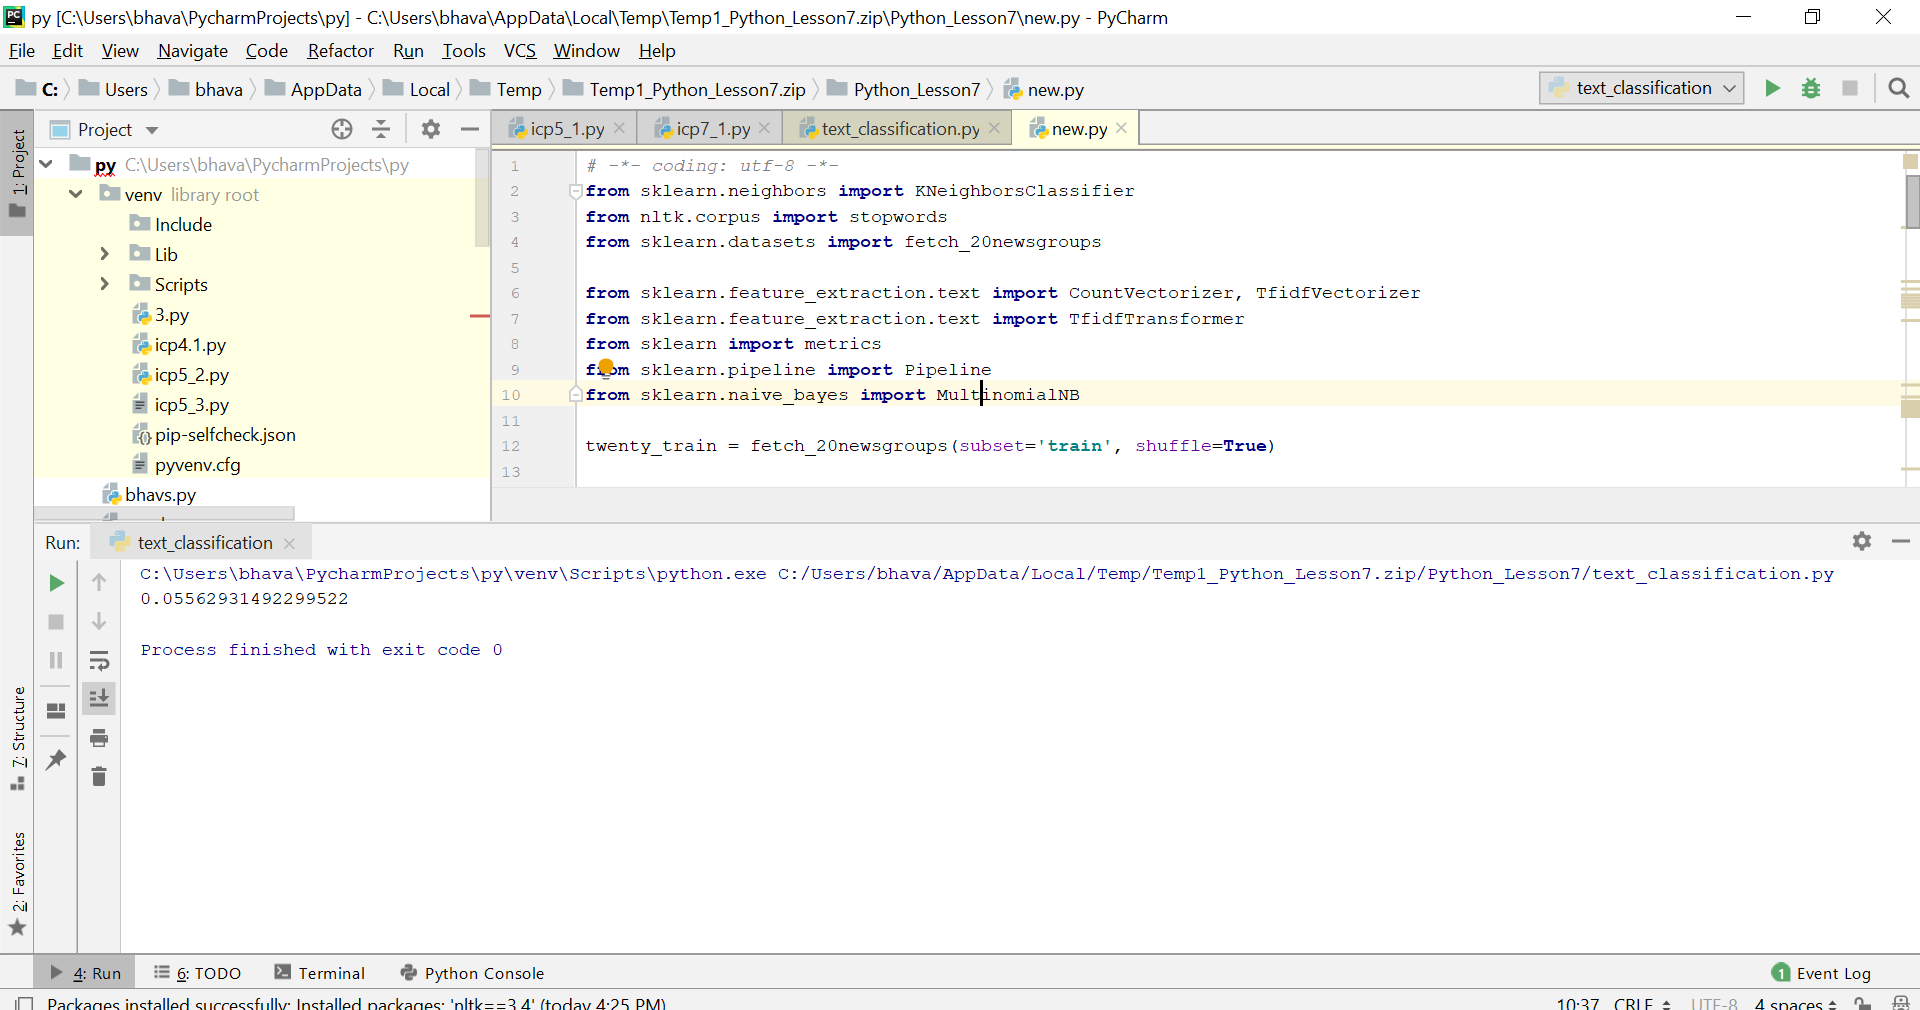 py [C:\Users\bhava\PycharmProjects\py] - C:\Users\bhava\AppData\Local\Temp\Temp1_Python_Lesson7.zip\Python_Lesson7\new.py - PyCharm
File Edit View Navigate Code Refactor Run Tools VCS Window Help
C: Users bhava AppData Local Temp Temp1_Python_Lesson7.zip Python_Lesson7 new.py text_classification
1: Project
Project
py C:\Users\bhava\PycharmProjects\py
venv library root
Include
Lib
Scripts
3.py
icp4.1.py
icp5_2.py
icp5_3.py
pip-selfcheck.json
pyvenv.cfg
bhavs.py
icp5_1.py icp7_1.py text_classification.py new.py
1 # -*- coding: utf-8 -*-
2 from sklearn.neighbors import KNeighborsClassifier
3 from nltk.corpus import stopwords
4 from sklearn.datasets import fetch_20newsgroups
5
6 from sklearn.feature_extraction.text import CountVectorizer, TfidfVectorizer
7 from sklearn.feature_extraction.text import TfidfTransformer
8 from sklearn import metrics
9 from sklearn.pipeline import Pipeline
10 from sklearn.naive_bayes import MultinomialNB
11
12 twenty_train = fetch_20newsgroups(subset='train', shuffle=True)
13
Run: text_classification
C:\Users\bhava\PycharmProjects\py\venv\Scripts\python.exe C:/Users/bhava/AppData/Local/Temp/Temp1_Python_Lesson7.zip/Python_Lesson7/text_classification.py
0.05562931492299522
Process finished with exit code 0
7: Structure
2: Favorites
4: Run 6: TODO Terminal Python Console 1 Event Log
Packages installed successfully: Installed packages: 'nltk==3.4' (today 4:25 PM) 10:37 CRLF UTF-8 4 spaces